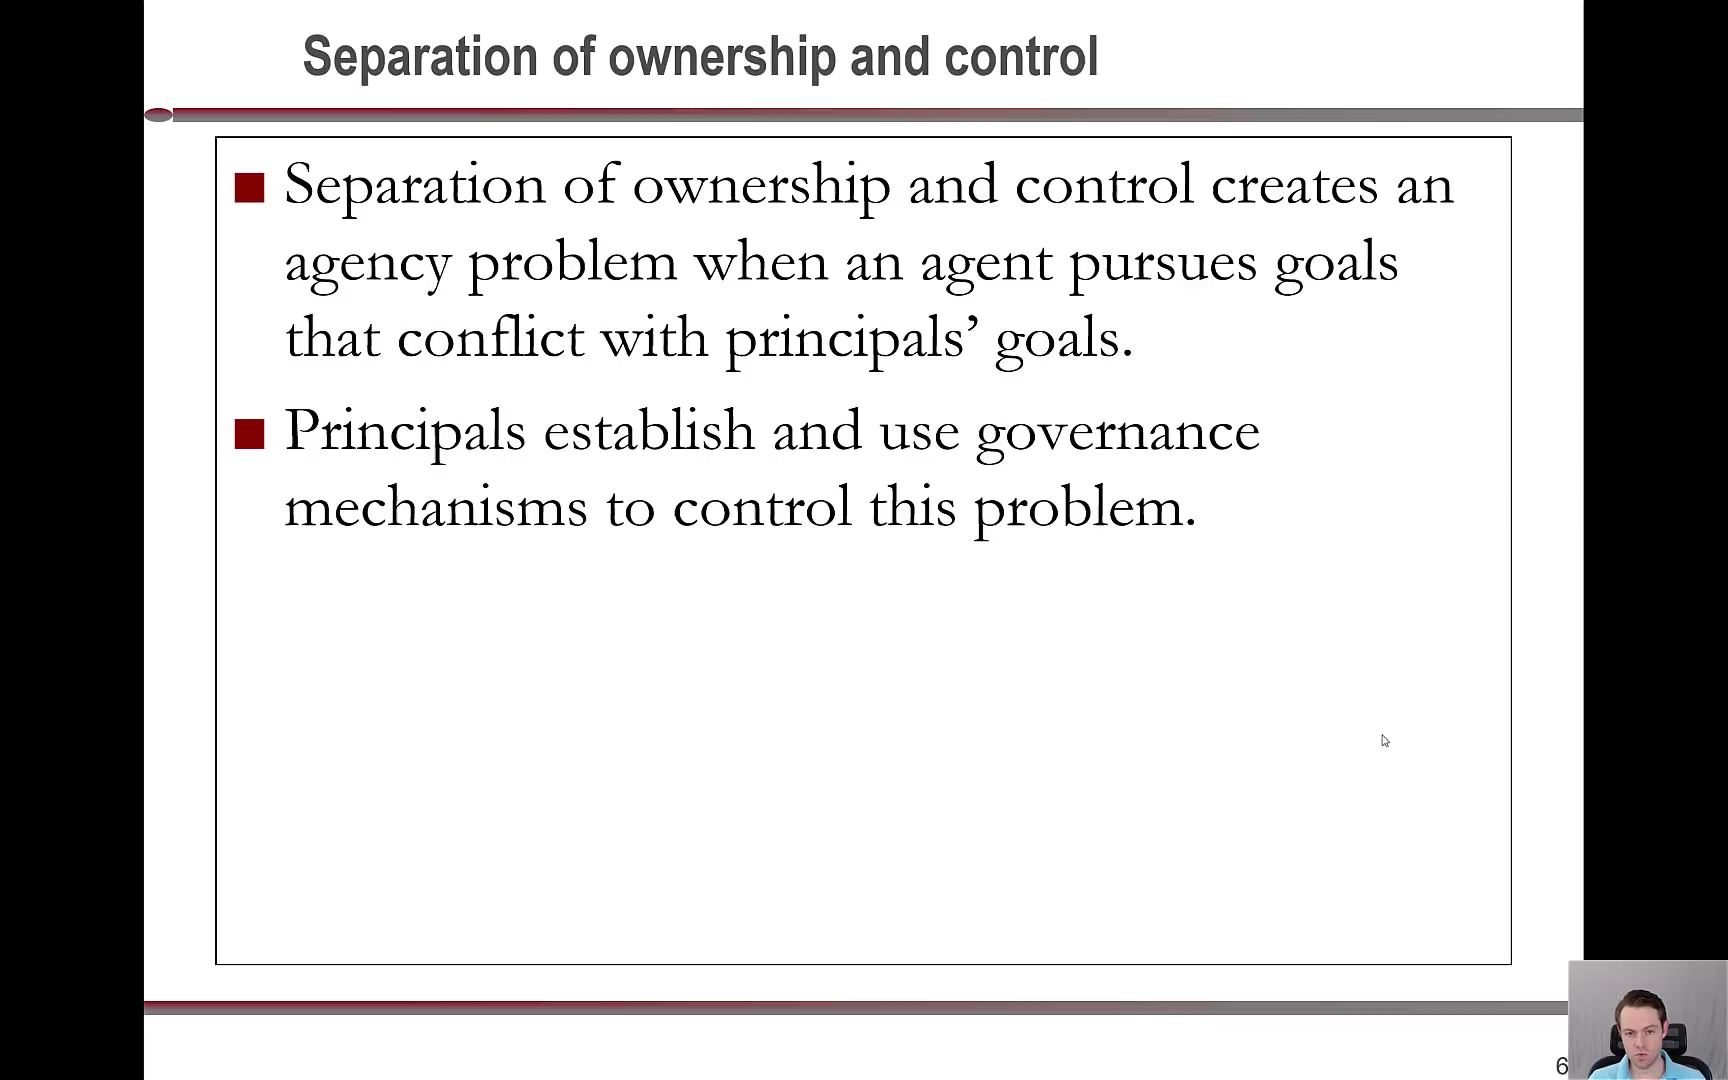 Separation of ownership and control
Separation of ownership and control creates an
agency problem when an agent pursues goals
that conflict with principals’ goals.
Principals establish and use governance
mechanisms to control this problem.
6